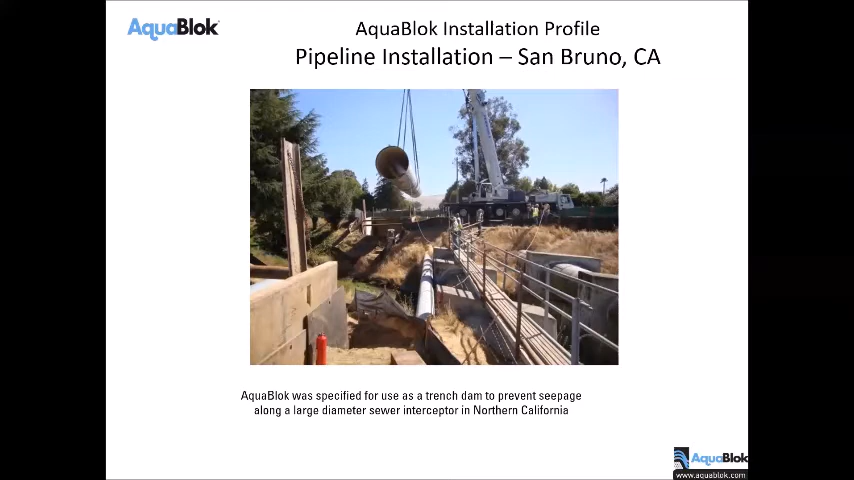 AquaBlok
AquaBlok Installation Profile
Pipeline Installation – San Bruno, CA
AquaBlok was specified for use as a trench dam to prevent seepage
along a large diameter sewer interceptor in Northern California
AquaBlok
www.aquablok.com